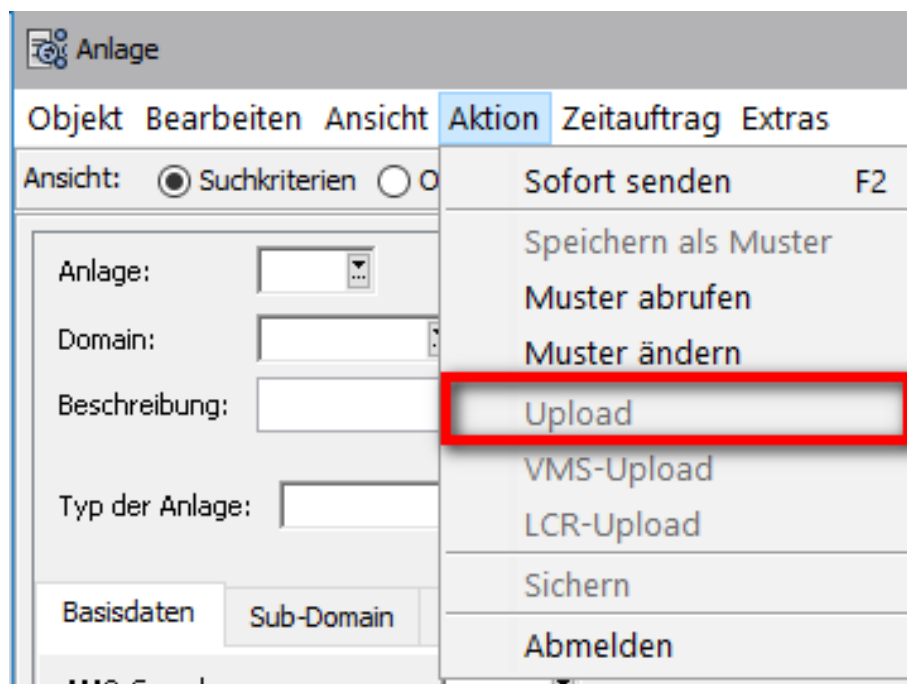 Anlage
Objekt Bearbeiten Ansicht Aktion Zeitauftrag Extras
Ansicht: Suchkriterien O
Sofort senden F2
Speichern als Muster
Muster abrufen
Muster ändern
Upload
VMS-Upload
LCR-Upload
Sichern
Abmelden
Anlage:
Domain:
Beschreibung:
Typ der Anlage:
Basisdaten Sub-Domain